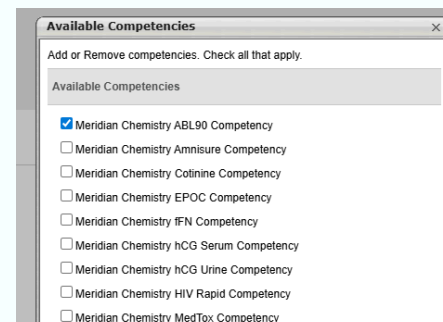 Available Competencies
Add or Remove competencies. Check all that apply.
Available Competencies
Meridian Chemistry ABL90 Competency
Meridian Chemistry Amnisure Competency
Meridian Chemistry Cotinine Competency
Meridian Chemistry EPOC Competency
Meridian Chemistry fFN Competency
Meridian Chemistry hCG Serum Competency
Meridian Chemistry hCG Urine Competency
Meridian Chemistry HIV Rapid Competency
Meridian Chemistry MedTox Competency